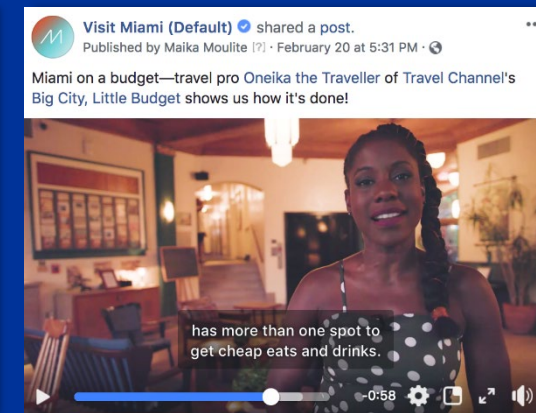 Visit Miami (Default) shared a post.
Published by Maika Moulite [?] · February 20 at 5:31 PM ·
Miami on a budget—travel pro Oneika the Traveller of Travel Channel's
Big City, Little Budget shows us how it's done!
has more than one spot to
get cheap eats and drinks.
-0:58